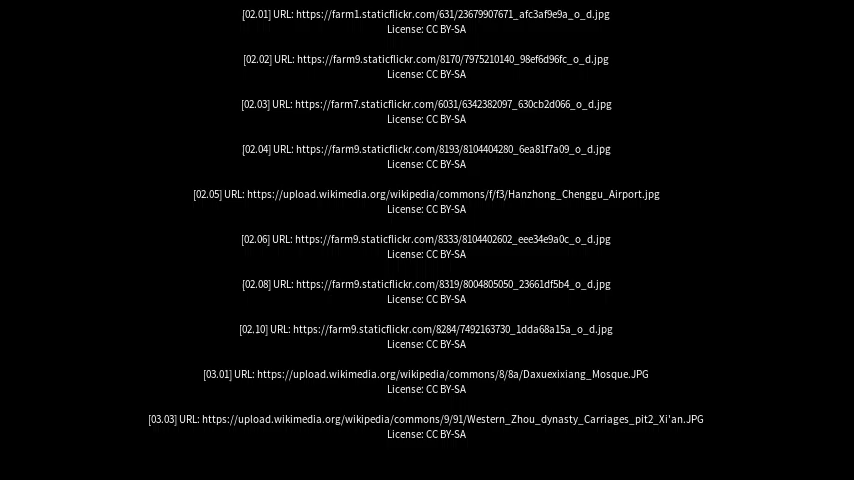 [02.01] URL: https://farm1.staticflickr.com/631/23679907671_afc3af9e9a_o_d.jpg
License: CC BY-SA
[02.02] URL: https://farm9.staticflickr.com/8170/7975210140_98ef6d96fc_o_d.jpg
License: CC BY-SA
[02.03] URL: https://farm7.staticflickr.com/6031/6342382097_630cb2d066_o_d.jpg
License: CC BY-SA
[02.04] URL: https://farm9.staticflickr.com/8193/8104404280_6ea81f7a09_o_d.jpg
License: CC BY-SA
[02.05] URL: https://upload.wikimedia.org/wikipedia/commons/f/f3/Hanzhong_Chenggu_Airport.jpg
License: CC BY-SA
[02.06] URL: https://farm9.staticflickr.com/8333/8104402602_eee34e9a0c_o_d.jpg
License: CC BY-SA
[02.08] URL: https://farm9.staticflickr.com/8319/8004805050_23661df5b4_o_d.jpg
License: CC BY-SA
[02.10] URL: https://farm9.staticflickr.com/8284/7492163730_1dda68a15a_o_d.jpg
License: CC BY-SA
[03.01] URL: https://upload.wikimedia.org/wikipedia/commons/8/8a/Daxuexixiang_Mosque.JPG
License: CC BY-SA
[03.03] URL: https://upload.wikimedia.org/wikipedia/commons/9/91/Western_Zhou_dynasty_Carriages_pit2_Xi'an.JPG
License: CC BY-SA